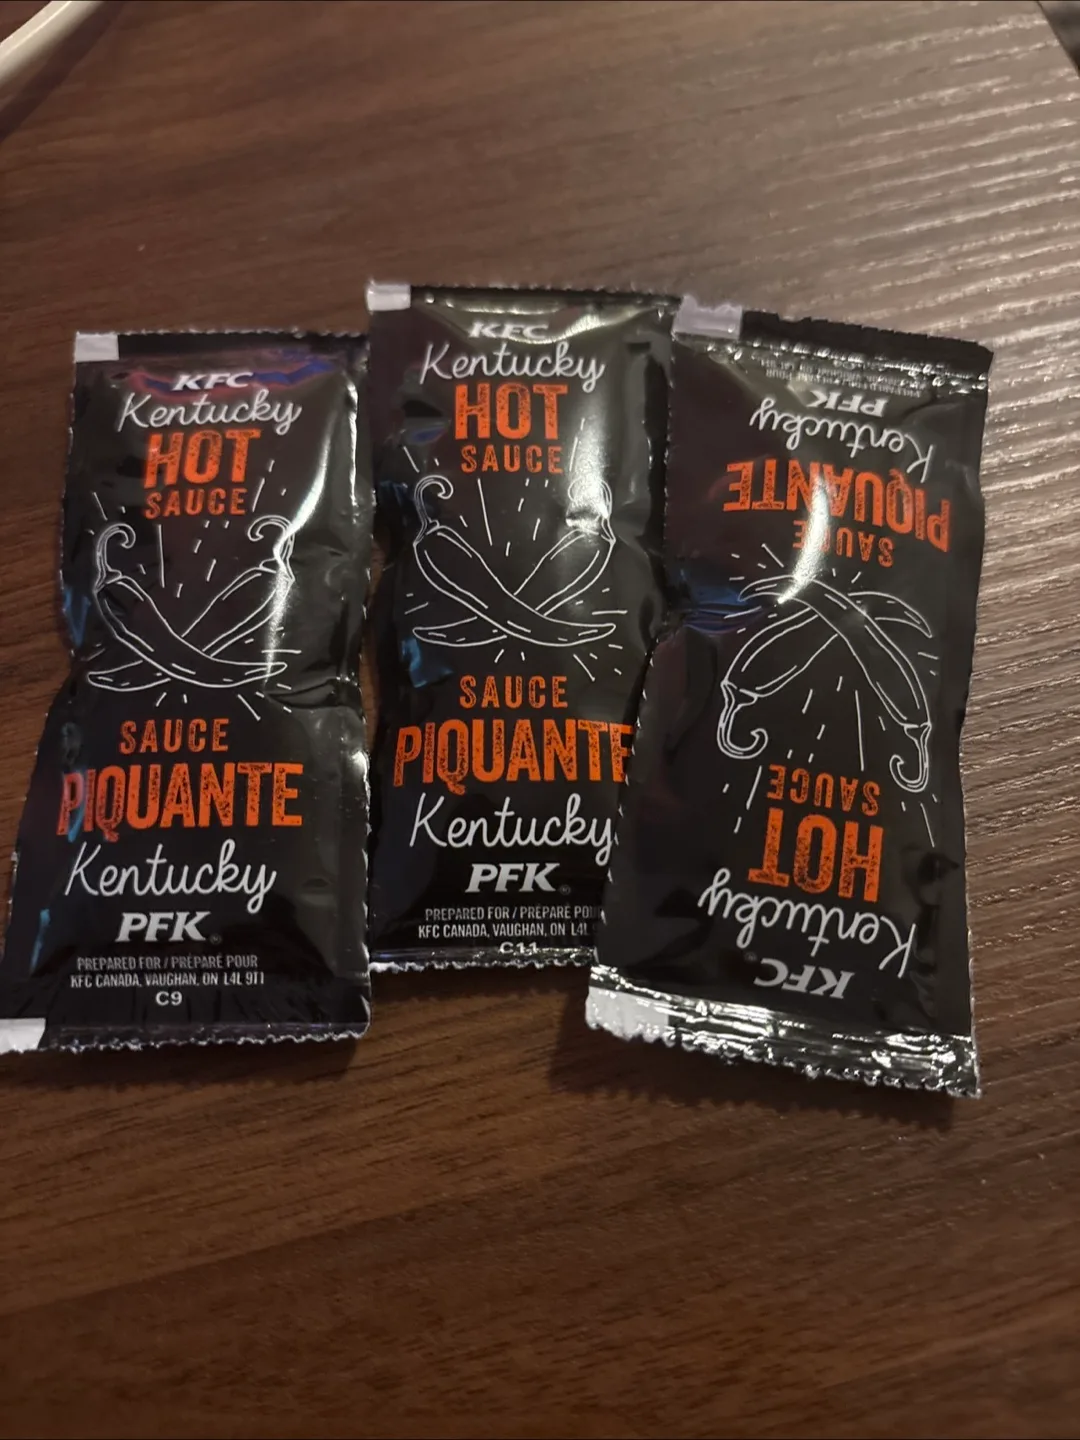 KFC
Kentucky
HOT
SAUCE
SAUCE
PIQUANTE
Kentucky
PFK
PREPARED FOR / PRÉPARÉ POUR
KFC CANADA, VAUGHAN, ON L4L 9T1
C9
KFC
Kentucky
HOT
SAUCE
SAUCE
PIQUANTE
Kentucky
PFK®
PREPARED FOR / PRÉPARÉ
KFC CANADA, VAUGHAN, ON L4L
C11
KFC®
Kentucky
HOT
SAUCE
SAUCE
PIQUANTE
Kentucky
PFK